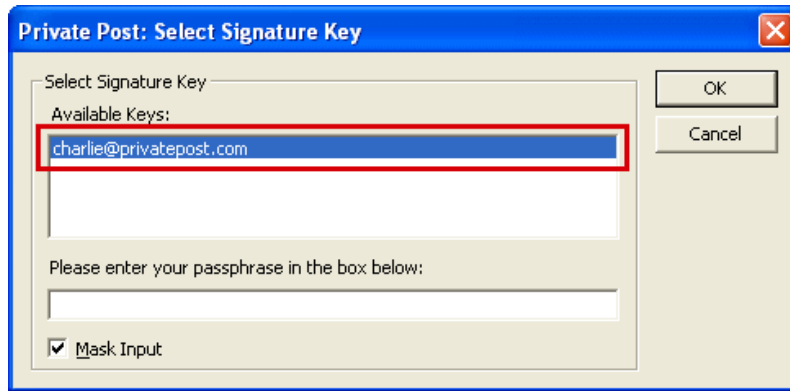 Private Post: Select Signature Key
Select Signature Key
OK
Available Keys:
Cancel
charlie@privatepost.com
Please enter your passphrase in the box below:
Mask Input